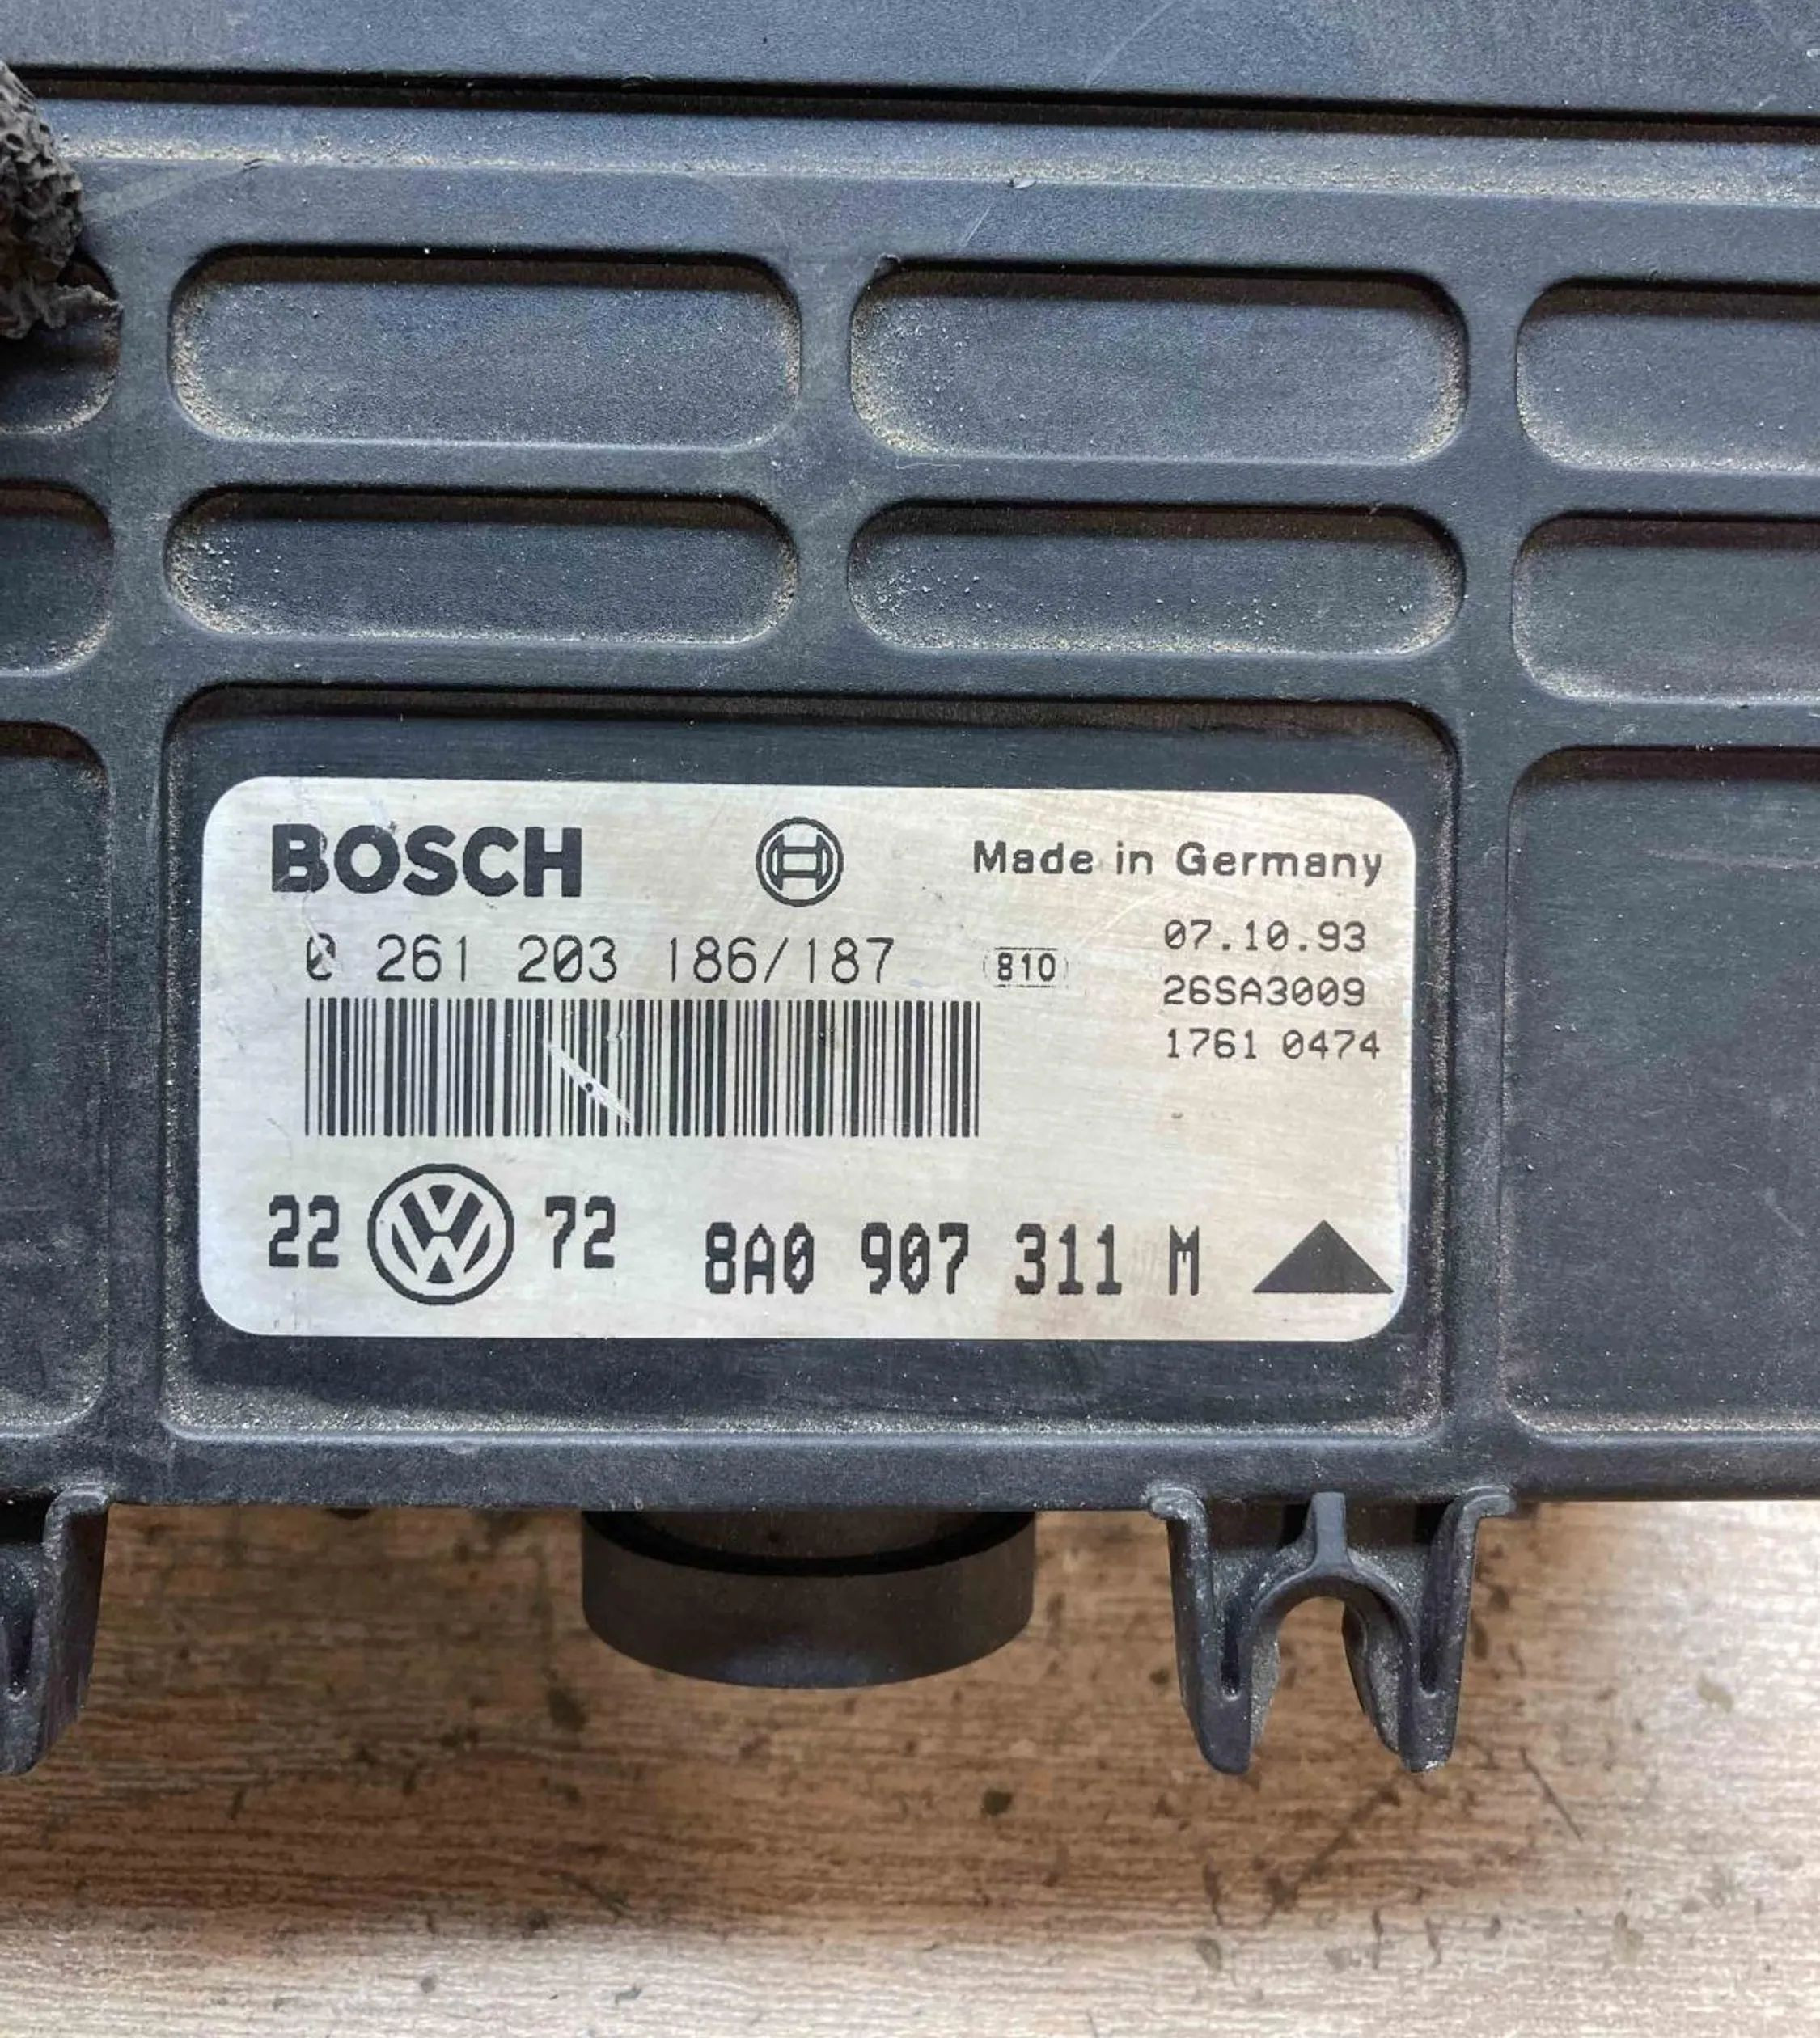 BOSCH
Made in Germany
0 261 203 186/187
810
07.10.93
26SA3009
1761 0474
22 VW 72
8A0 907 311 M